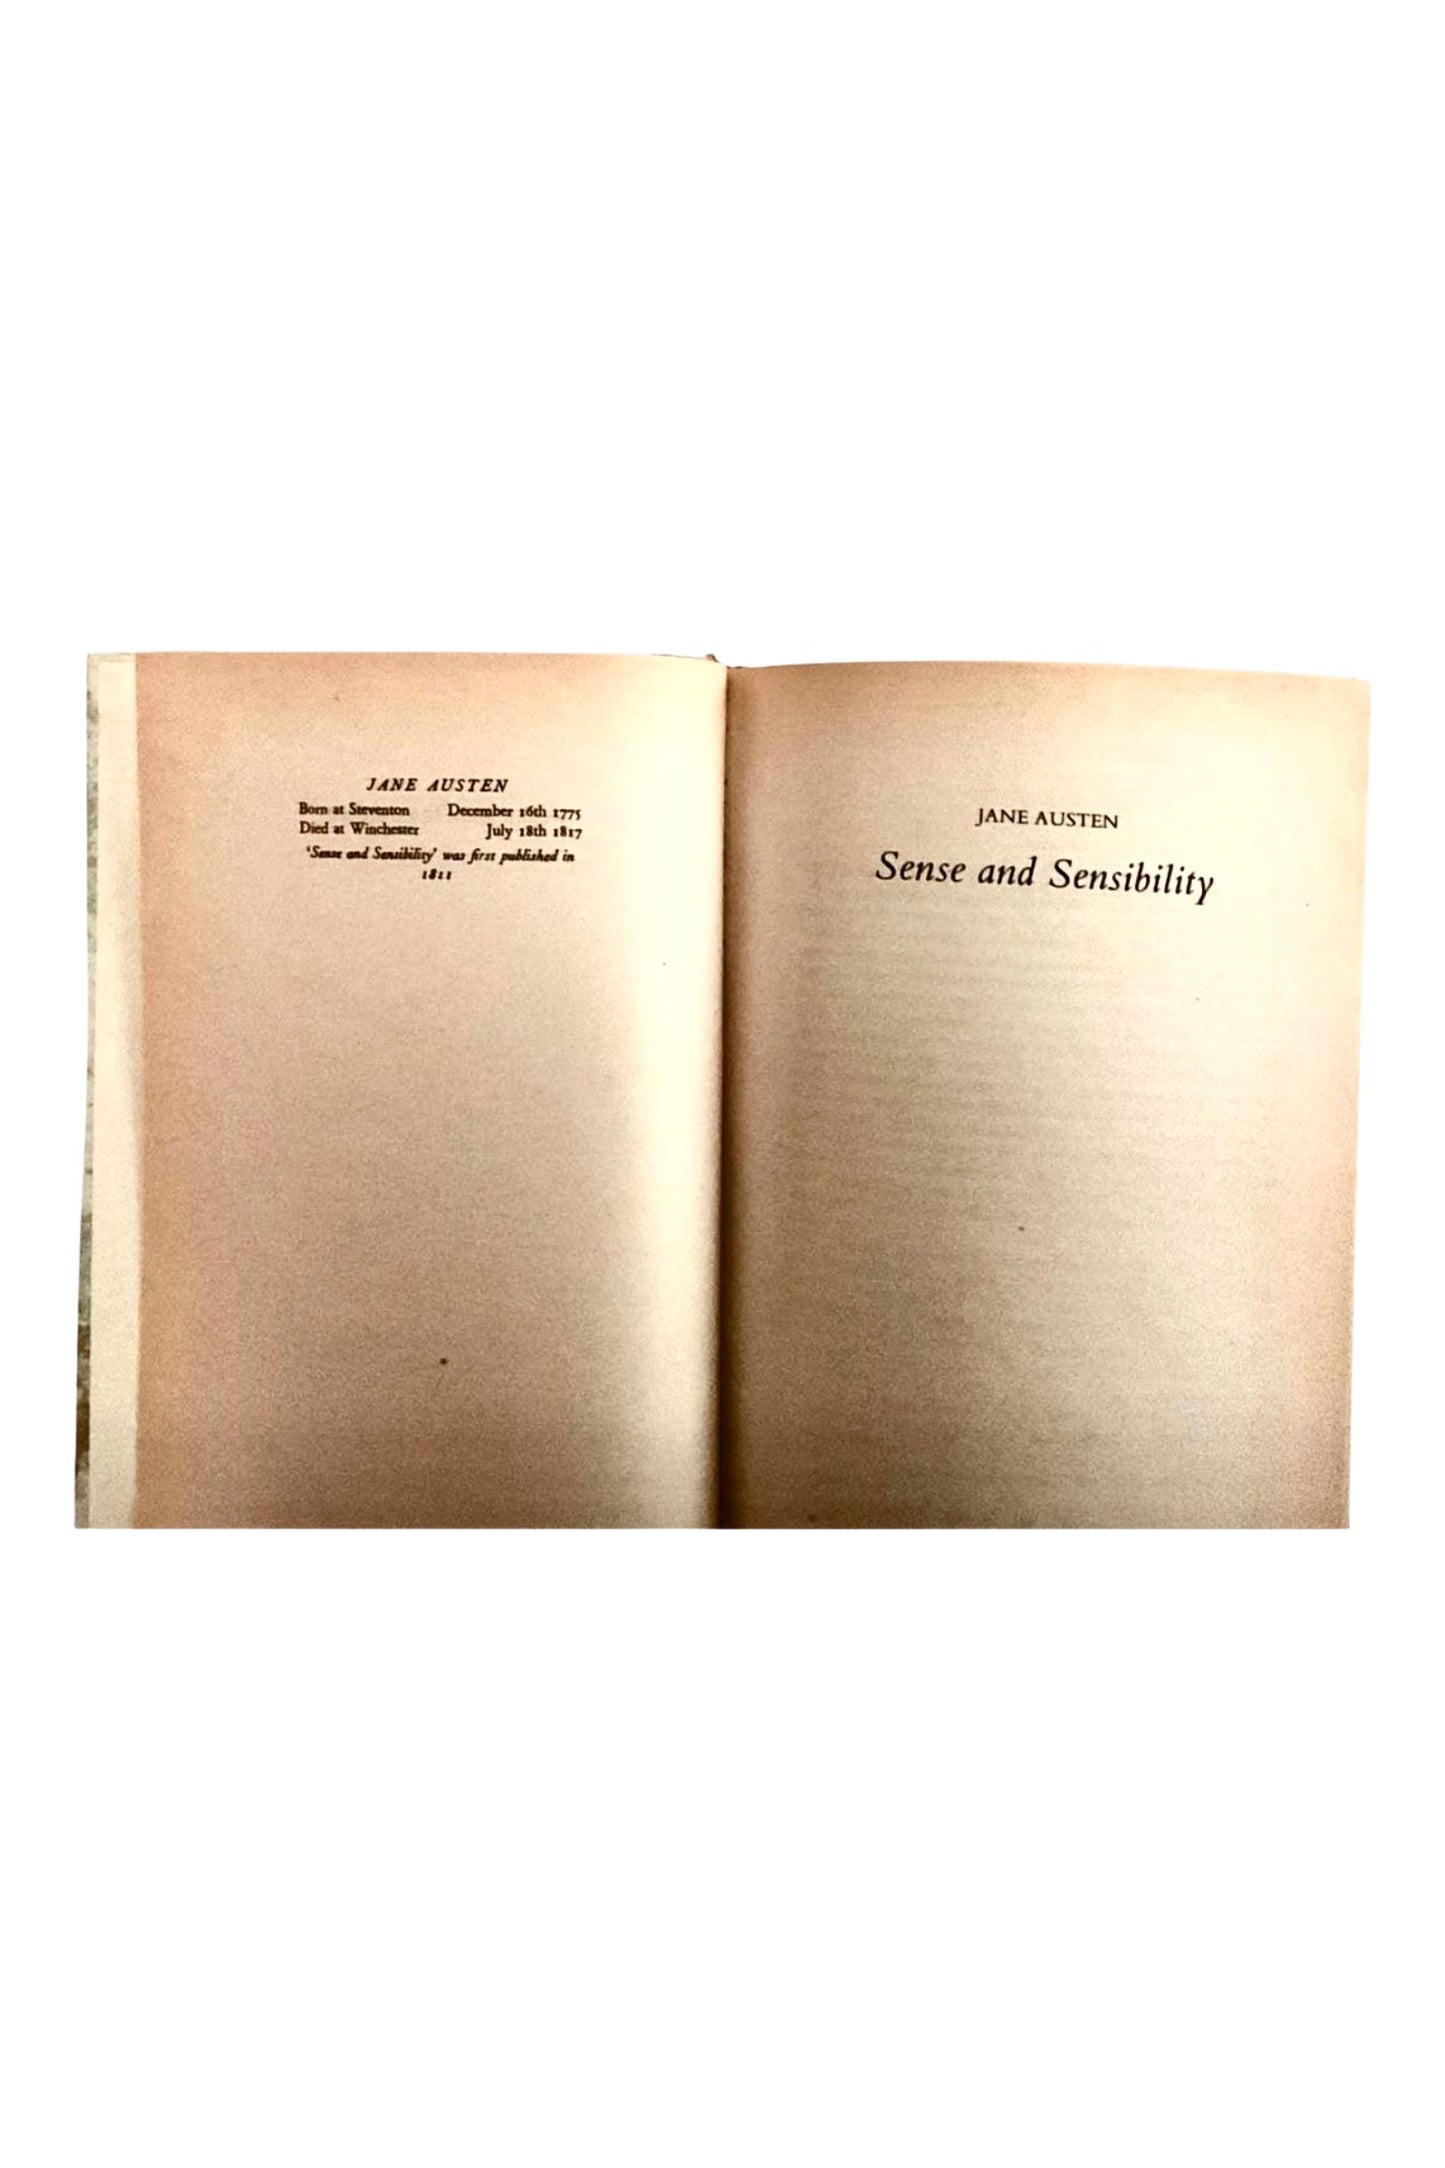 JANE AUSTEN
Born at Steventon December 16th 1775
Died at Winchester July 18th 1817
'Sense and Sensibility' was first published in
1811
JANE AUSTEN
Sense and Sensibility